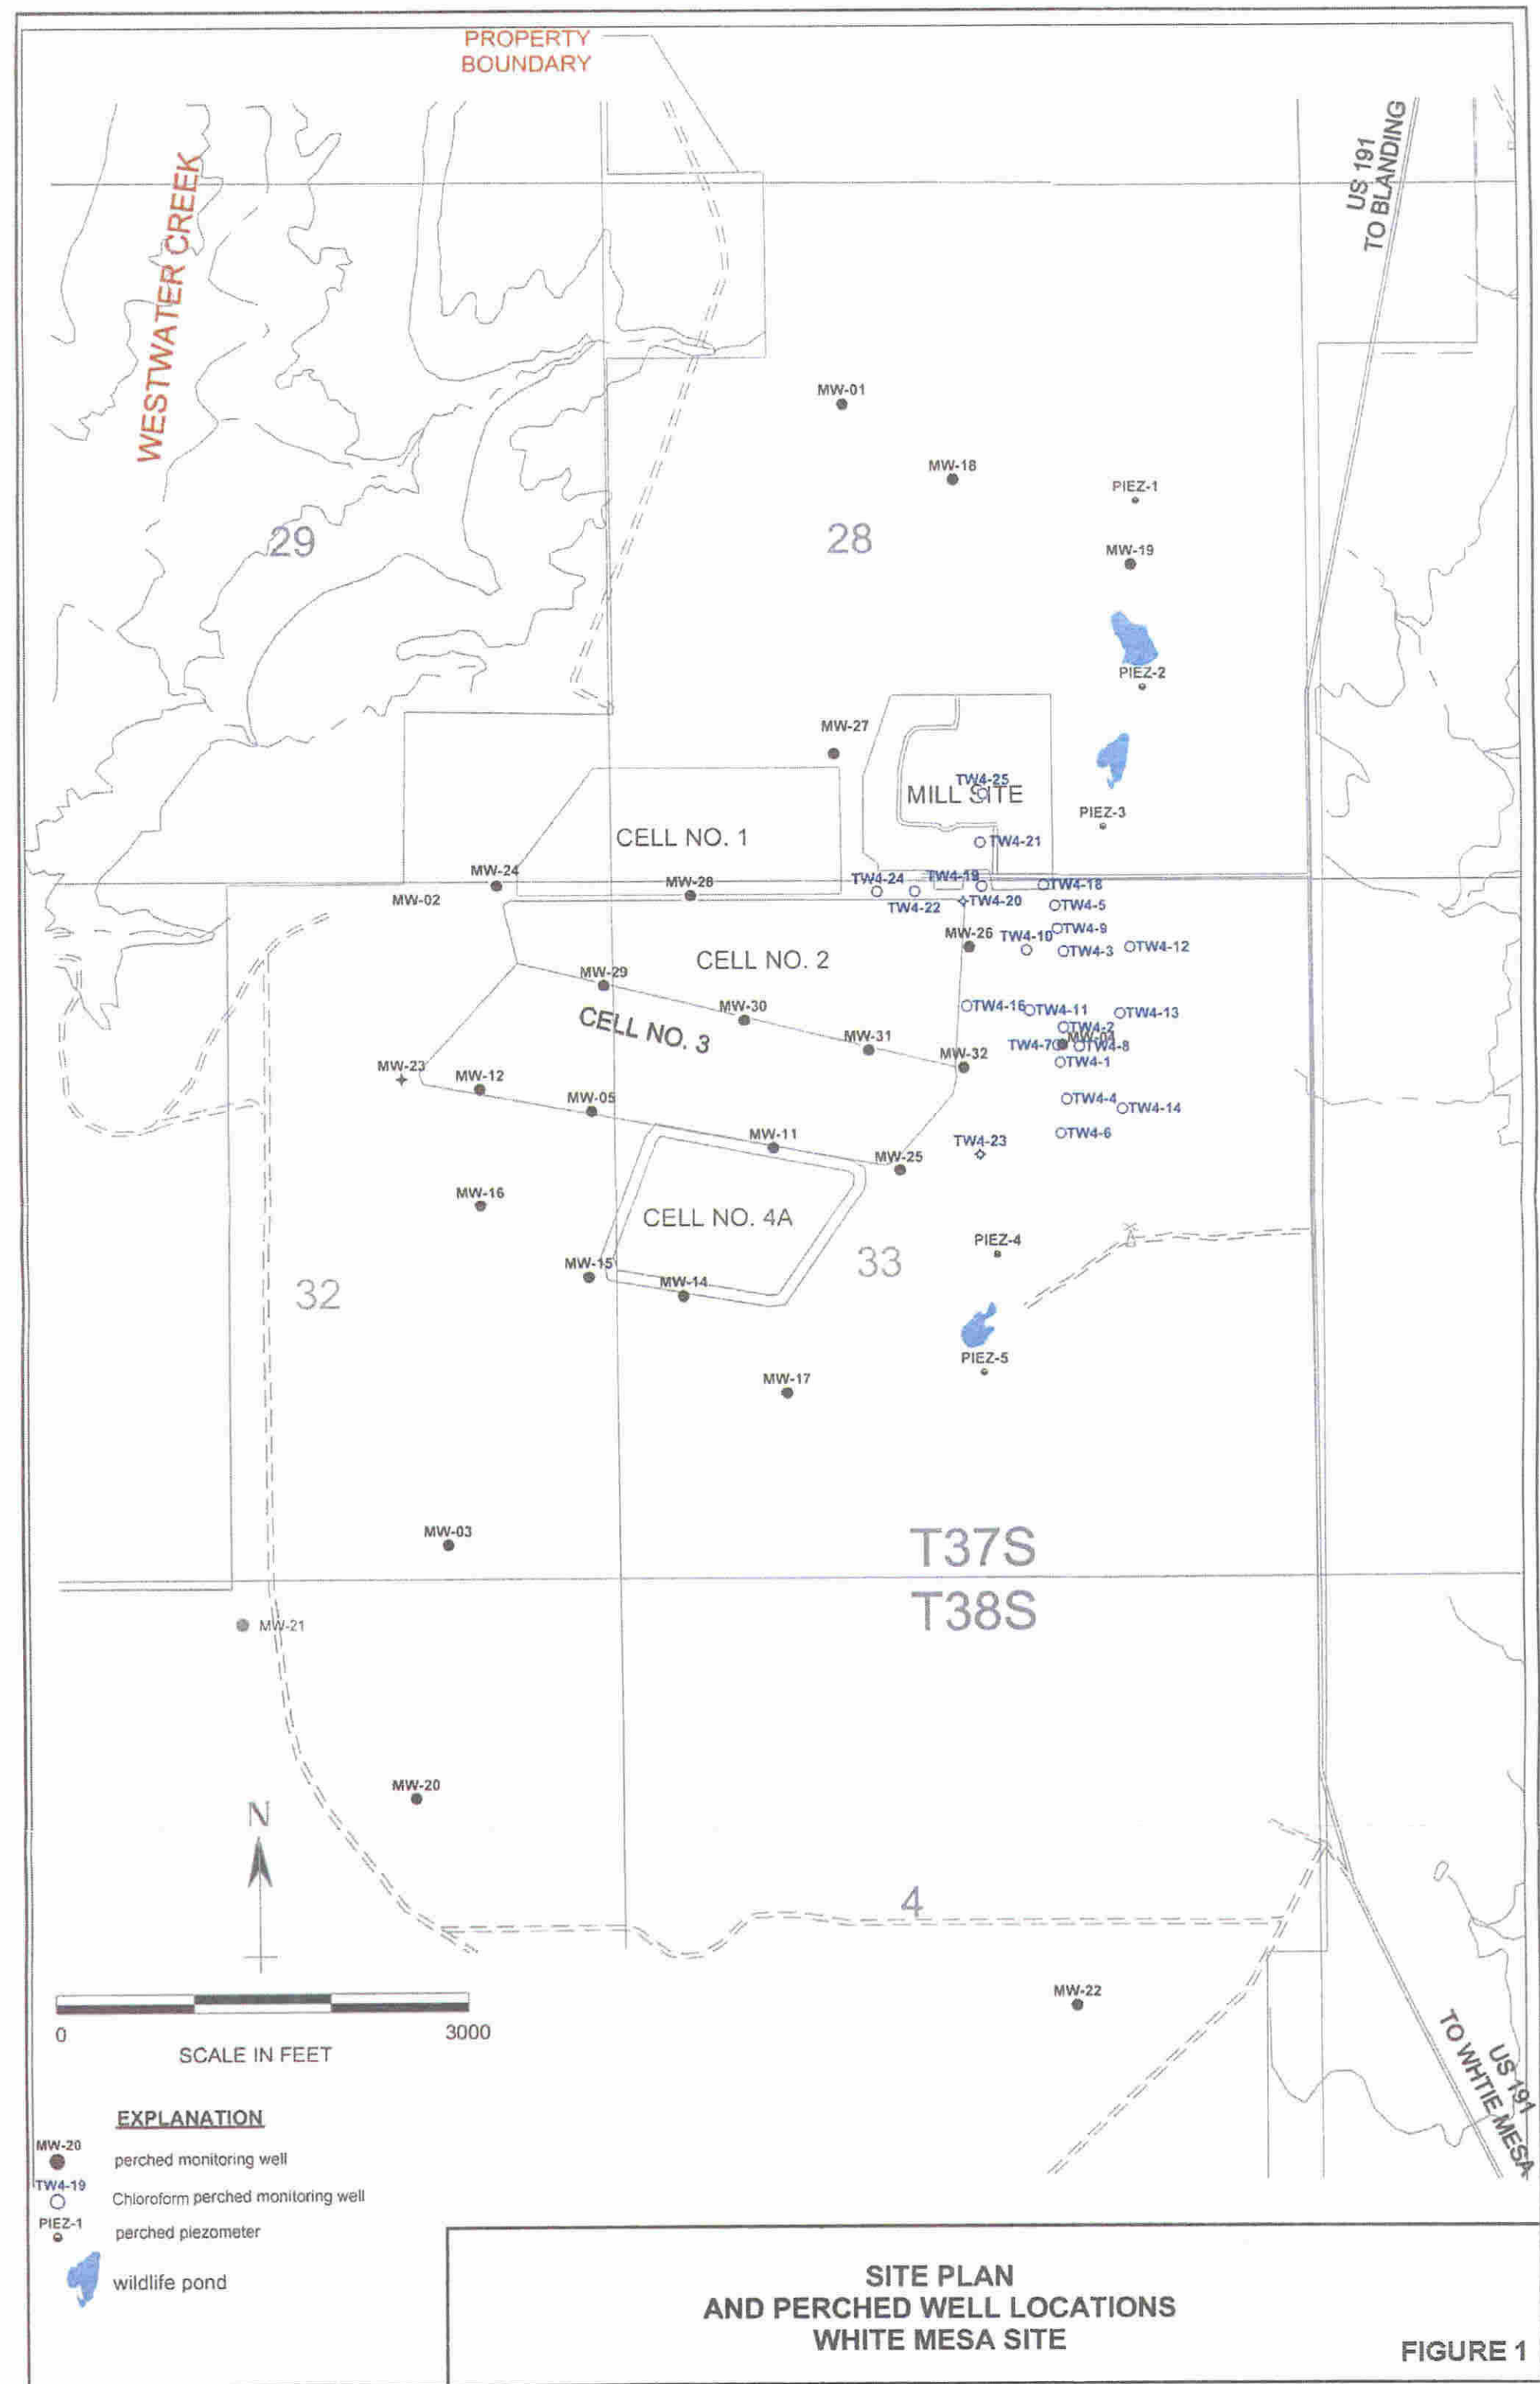 PROPERTY
BOUNDARY
WESTWATER CREEK
US 191
TO BLANDING
MW-01
MW-18
PIEZ-1
29
28
MW-19
PIEZ-2
MW-27
TW4-25
MILL SITE
PIEZ-3
CELL NO. 1
TW4-21
MW-24
MW-28
TW4-24
TW4-19
TW4-18
MW-02
TW4-22
TW4-20
TW4-5
MW-26
TW4-10
TW4-9
TW4-3
TW4-12
CELL NO. 2
MW-29
MW-30
TW4-16
TW4-11
TW4-13
CELL NO. 3
TW4-2
MW-31
TW4-7
MW-04
TW4-8
MW-32
TW4-1
MW-23
MW-12
MW-05
TW4-4
TW4-14
MW-11
TW4-23
TW4-6
MW-25
MW-16
CELL NO. 4A
PIEZ-4
33
MW-15
MW-14
32
PIEZ-5
MW-17
MW-03
T37S
T38S
MW-21
MW-20
N
4
MW-22
0
3000
SCALE IN FEET
US 191
TO WHTIE MESA
EXPLANATION
MW-20
perched monitoring well
TW4-19
Chloroform perched monitoring well
PIEZ-1
perched piezometer
wildlife pond
SITE PLAN
AND PERCHED WELL LOCATIONS
WHITE MESA SITE
FIGURE 1